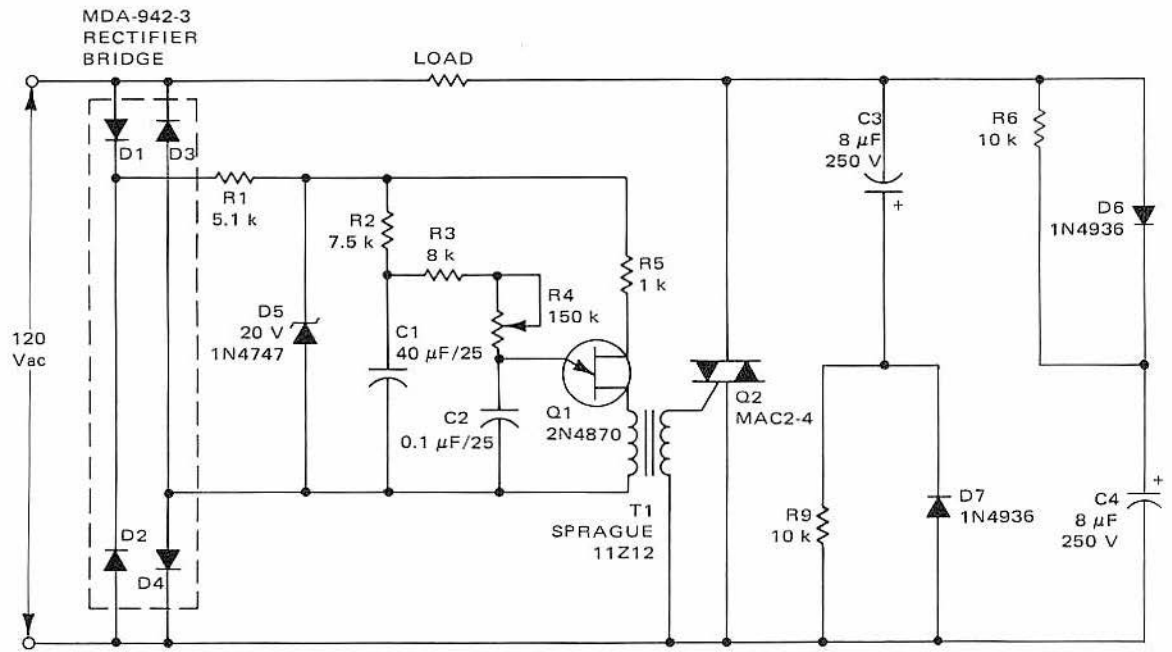 MDA-942-3
RECTIFIER
BRIDGE
LOAD
D1
D3
R1
5.1 k
R2
7.5 k
R3
8 k
R4
150 k
R5
1 k
C3
8 µF
250 V
+
R6
10 k
D6
1N4936
120
Vac
D5
20 V
1N4747
C1
40 µF/25
C2
0.1 µF/25
Q1
2N4870
Q2
MAC2-4
T1
SPRAGUE
11Z12
D2
D4
R9
10 k
D7
1N4936
C4
8 µF
250 V
+